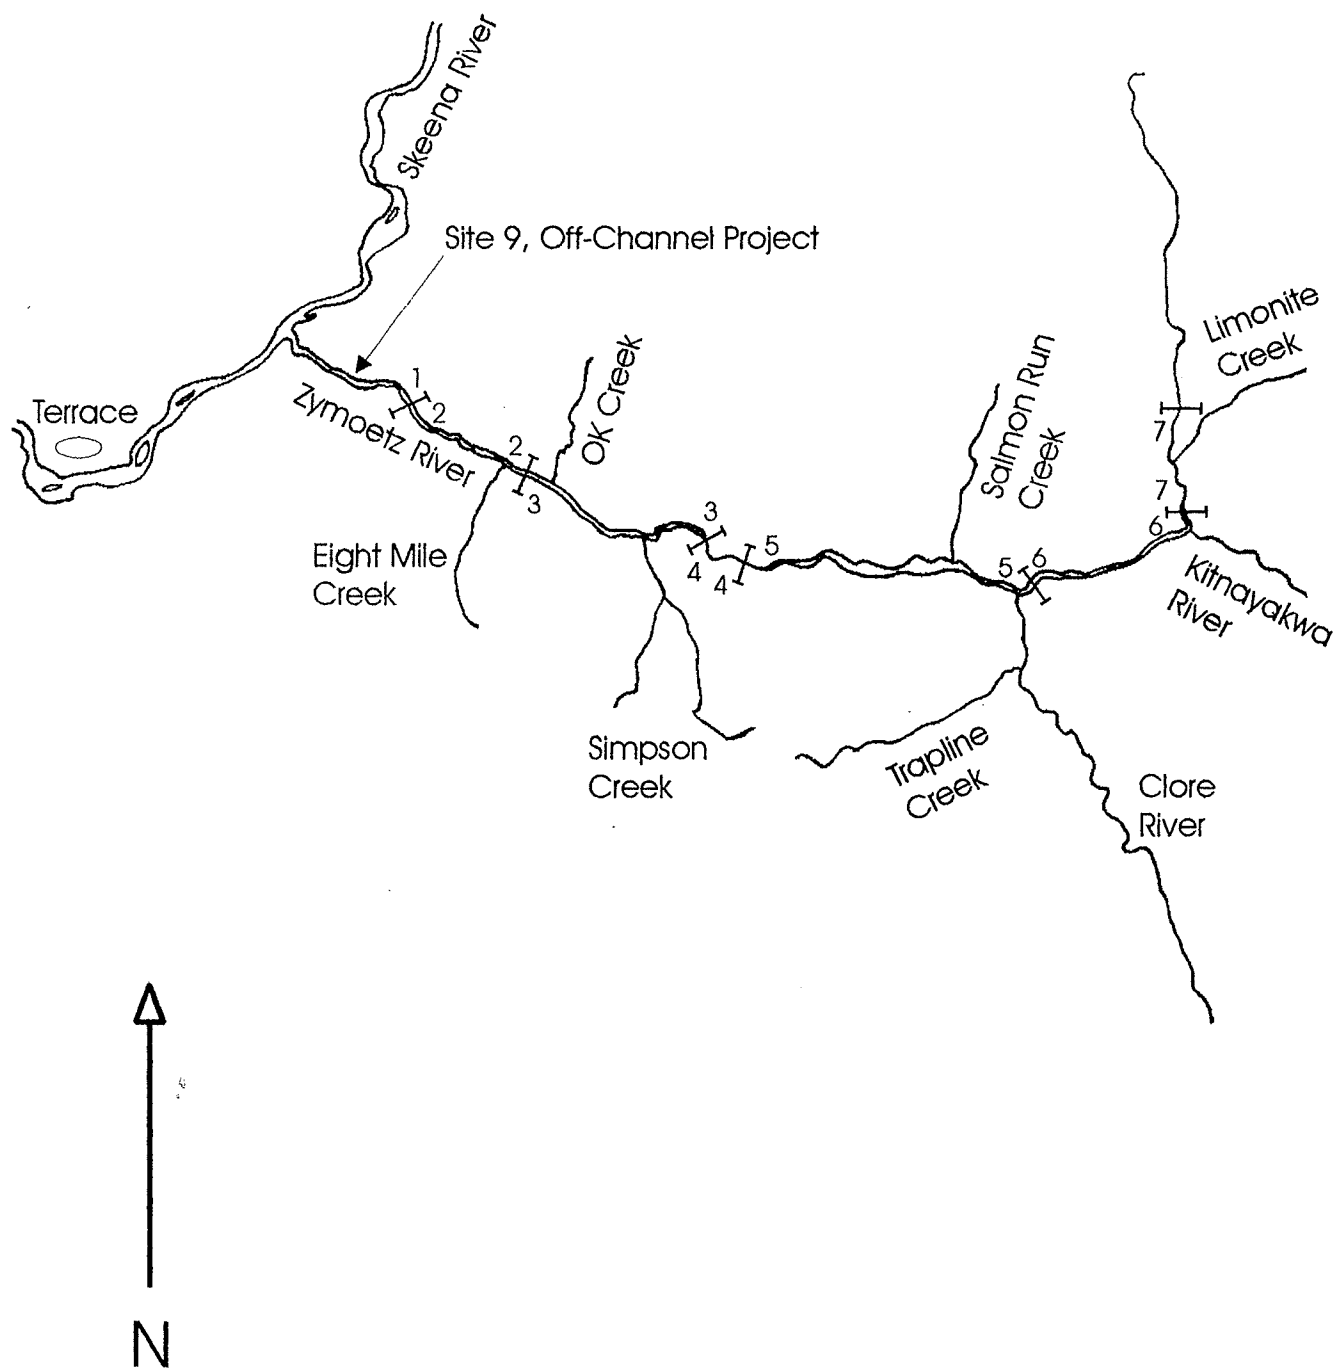 Skeena River
Site 9, Off-Channel Project
Limonite
Creek
Terrace
Zymoetz River
1
2
OK Creek
2
3
Salmon Run
Creek
7
7
6
Eight Mile
Creek
3
4
4
5
5
6
Kitnayakwa
River
Simpson
Creek
Trapline
Creek
Clore
River
N